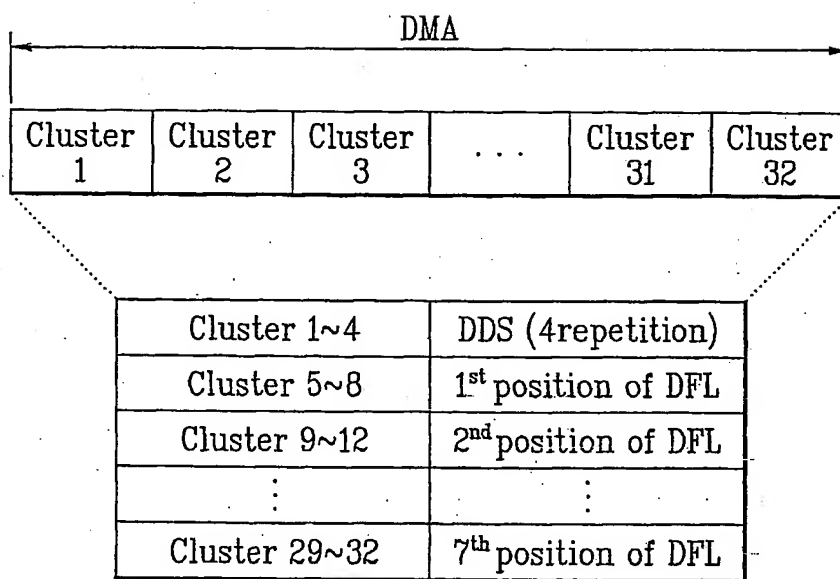 DMA
Cluster 1 Cluster 2 Cluster 3 ... Cluster 31 Cluster 32
Cluster 1~4 DDS (4repetition)
Cluster 5~8 1st position of DFL
Cluster 9~12 2nd position of DFL
⋮ ⋮
Cluster 29~32 7th position of DFL